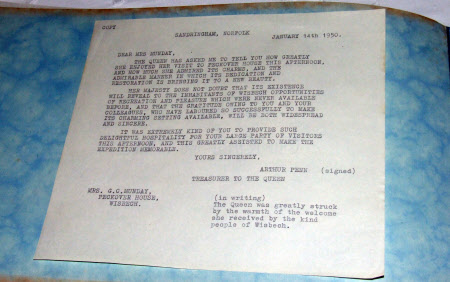 COPY
SANDRINGHAM, NORFOLK
JANUARY 14th 1950.
DEAR MRS MUNDAY,
THE QUEEN HAS ASKED ME TO TELL YOU HOW GREATLY
SHE ENJOYED HER VISIT TO PECKOVER HOUSE THIS AFTERNOON,
AND HOW MUCH SHE ADMIRED ITS CHARMS, AND THE
ADMIRABLE MANNER IN WHICH ITS DEDICATION AND
RESTORATION IS BRINGING IT TO A NEW BEAUTY.
HER MAJESTY DOES NOT DOUBT THAT ITS EXISTENCE
WILL REVEAL TO THE INHABITANTS OF WISBECH OPPORTUNITIES
OF RECREATION AND PLEASURE WHICH WERE NEVER AVAILABLE
BEFORE, AND THAT THE GRATITUDE OWING TO YOU AND YOUR
COLLEAGUES, WHO HAVE LABOURED SO SUCCESSFULLY TO MAKE
ITS CHARMING SETTING AVAILABLE, WILL BE BOTH WIDESPREAD
AND SINCERE.
IT WAS EXTREMELY KIND OF YOU TO PROVIDE SUCH
DELIGHTFUL HOSPITALITY FOR YOUR LARGE PARTY OF VISITORS
THIS AFTERNOON, AND THIS GREATLY ASSISTED TO MAKE THE
EXPEDITION MEMORABLE.
YOURS SINCERELY,
ARTHUR PENN (signed)
TREASURER TO THE QUEEN
MRS. G.C. MUNDAY,
PECKOVER HOUSE,
WISBECH.
(in writing)
The Queen was greatly struck
by the warmth of the welcome
she received by the kind
people of Wisbech.